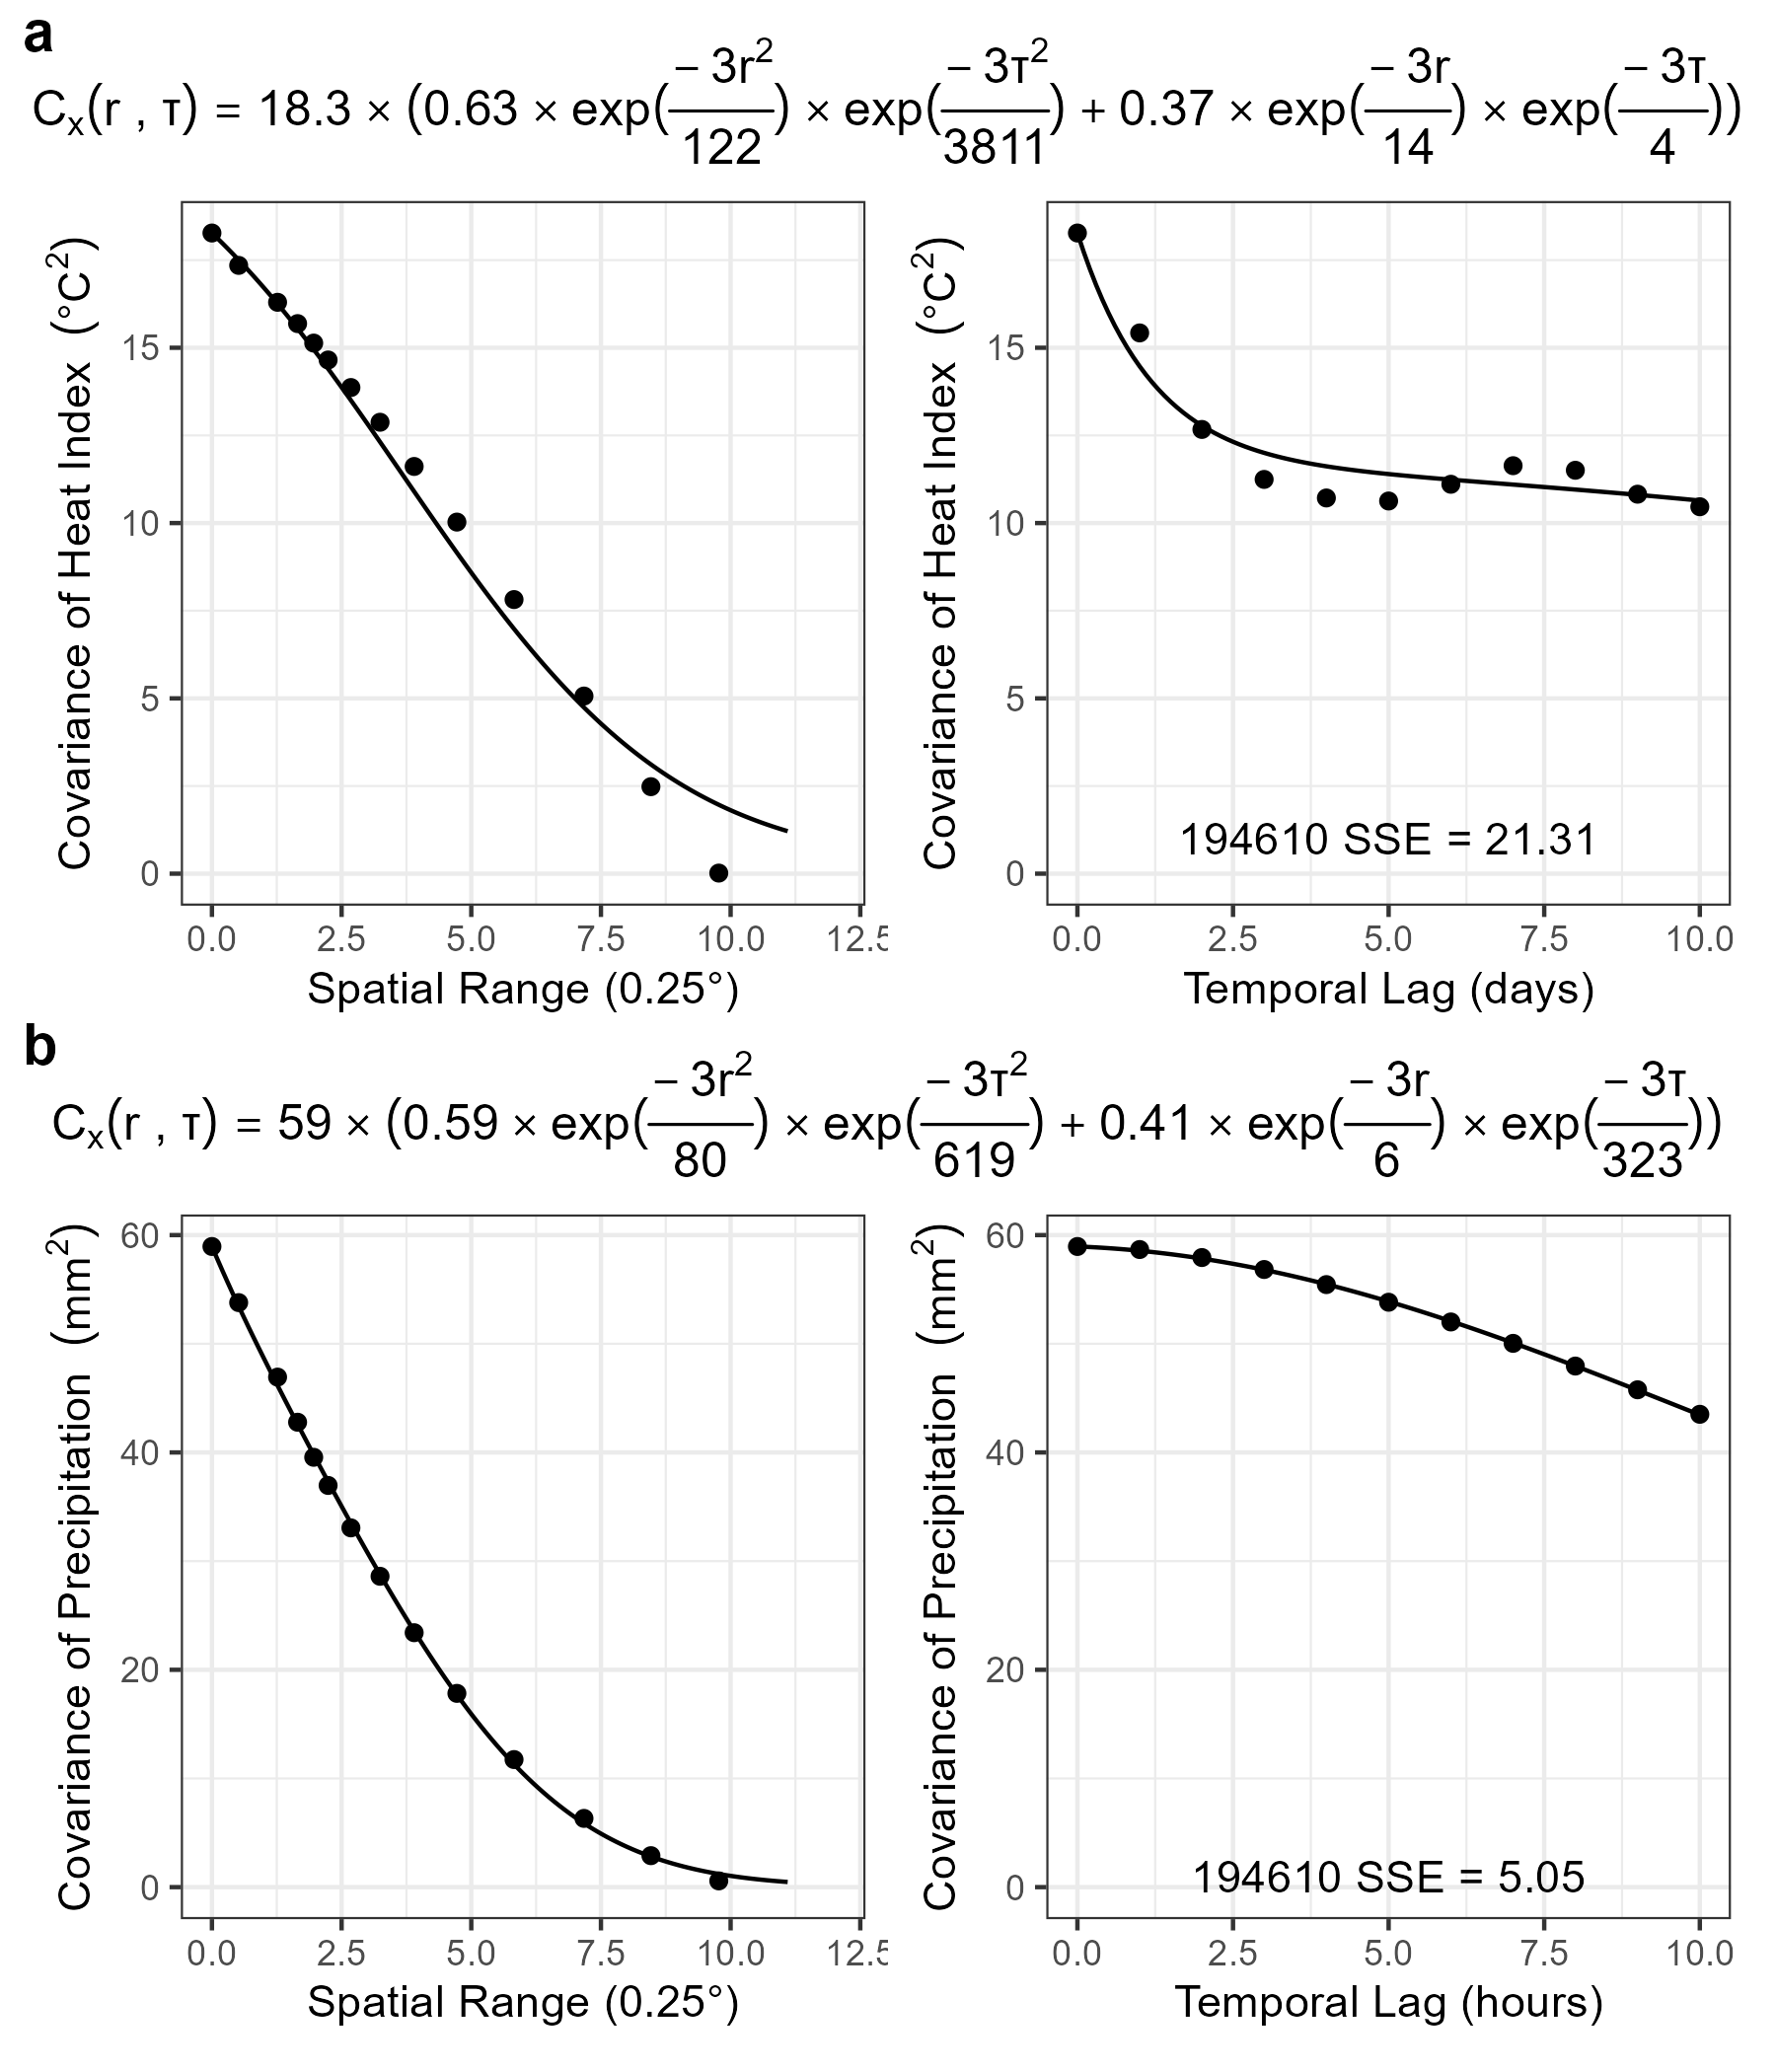 a
Cₓ(r , τ) = 18.3 × (0.63 × exp(− 3r²/122) × exp(− 3τ²/3811) + 0.37 × exp(− 3r/14) × exp(− 3τ/4))
Covariance of Heat Index (°C²)
15
10
5
0
0.0 2.5 5.0 7.5 10.0 12.5
Spatial Range (0.25°)
Covariance of Heat Index (°C²)
15
10
5
0
194610 SSE = 21.31
0.0 2.5 5.0 7.5 10.0
Temporal Lag (days)
b
Cₓ(r , τ) = 59 × (0.59 × exp(− 3r²/80) × exp(− 3τ²/619) + 0.41 × exp(− 3r/6) × exp(− 3τ/323))
Covariance of Precipitation (mm²)
60
40
20
0
0.0 2.5 5.0 7.5 10.0 12.5
Spatial Range (0.25°)
Covariance of Precipitation (mm²)
60
40
20
0
194610 SSE = 5.05
0.0 2.5 5.0 7.5 10.0
Temporal Lag (hours)